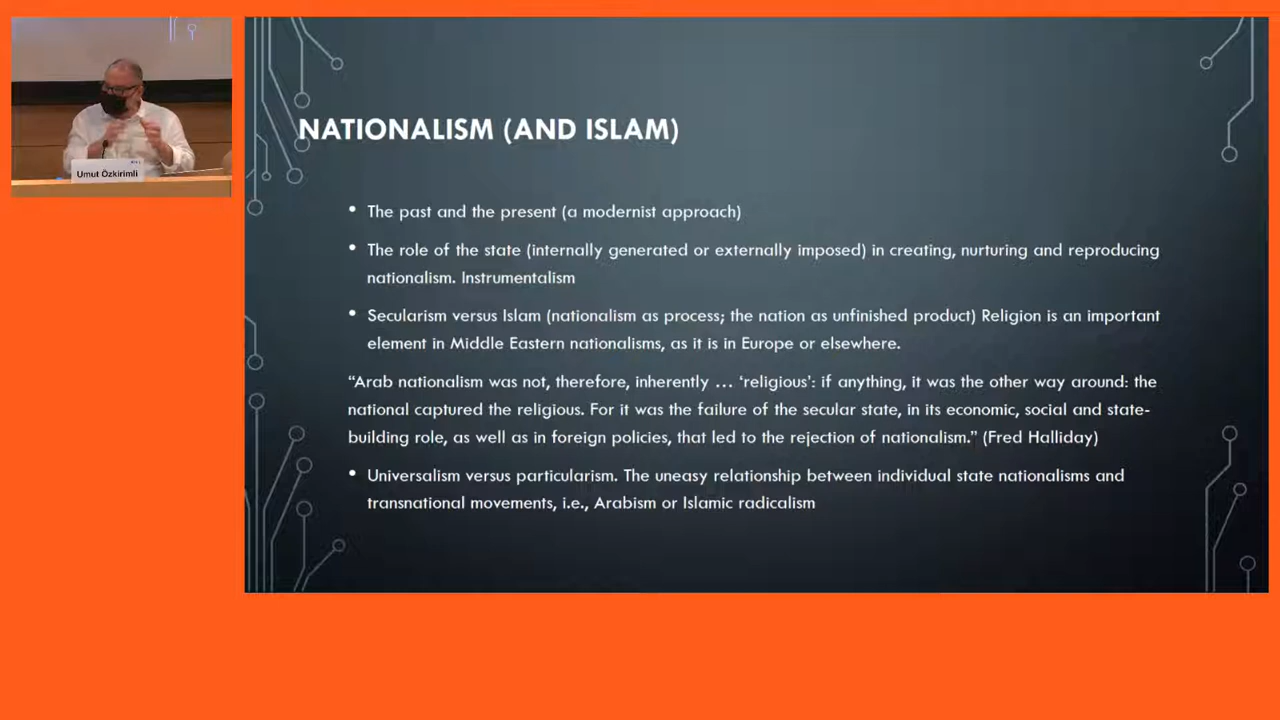 Umut Özkirimli
NATIONALISM (AND ISLAM)
• The past and the present (a modernist approach)
• The role of the state (internally generated or externally imposed) in creating, nurturing and reproducing
nationalism. Instrumentalism
• Secularism versus Islam (nationalism as process; the nation as unfinished product) Religion is an important
element in Middle Eastern nationalisms, as it is in Europe or elsewhere.
“Arab nationalism was not, therefore, inherently … ‘religious’: if anything, it was the other way around: the
national captured the religious. For it was the failure of the secular state, in its economic, social and state-
building role, as well as in foreign policies, that led to the rejection of nationalism.” (Fred Halliday)
• Universalism versus particularism. The uneasy relationship between individual state nationalisms and
transnational movements, i.e., Arabism or Islamic radicalism